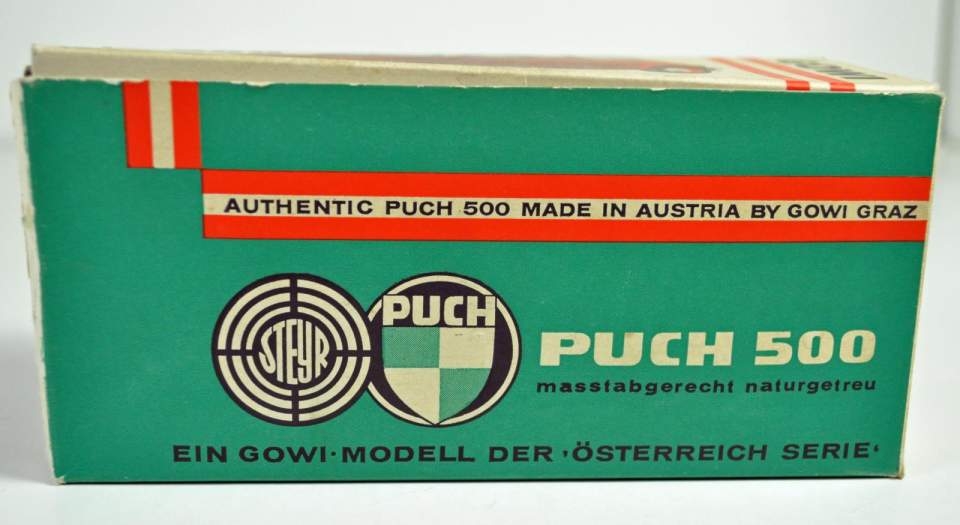 AUTHENTIC PUCH 500 MADE IN AUSTRIA BY GOWI GRAZ
STEYR
PUCH
PUCH 500
massstabgerecht naturgetreu
EIN GOWI·MODELL DER ‚ÖSTERREICH SERIE‘